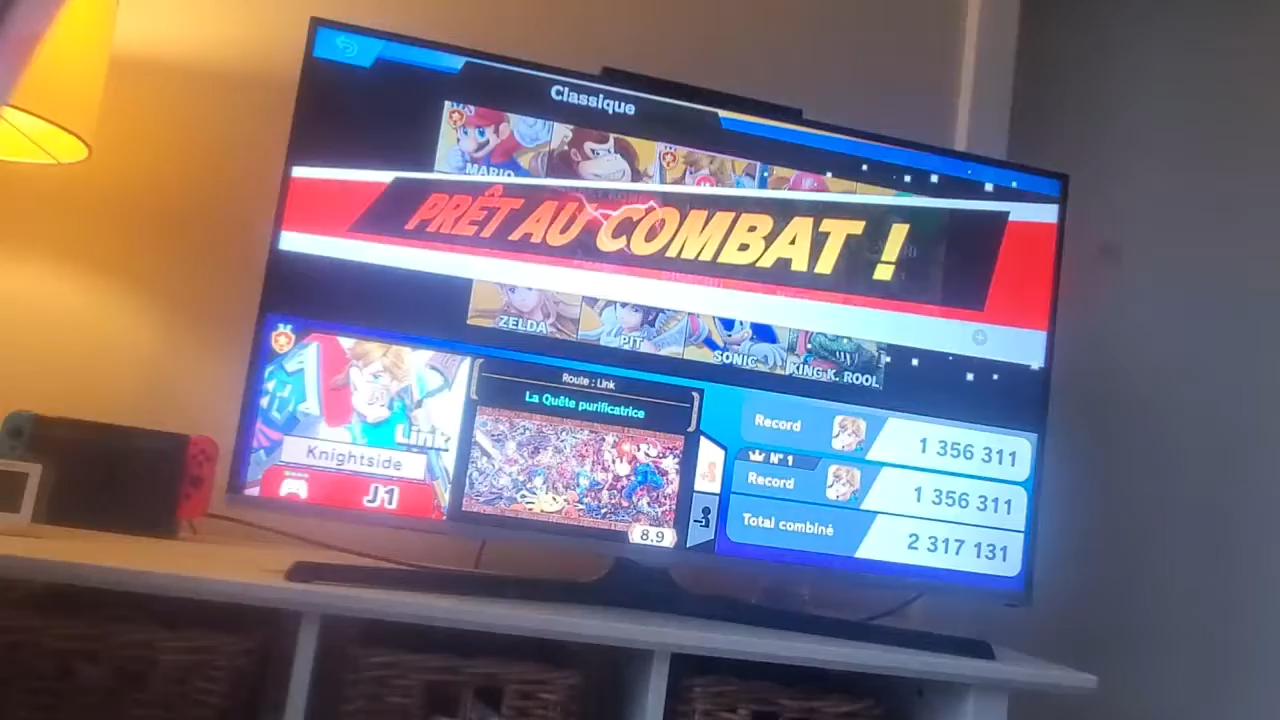 Classique
MARIO
PRÊT AU COMBAT !
ZELDA
PIT
SONIC
KING K. ROOL
Link
Knightside
J1
Route : Link
La Quête purificatrice
8.9
Record
1 356 311
N° 1
Record
1 356 311
Total combiné
2 317 131